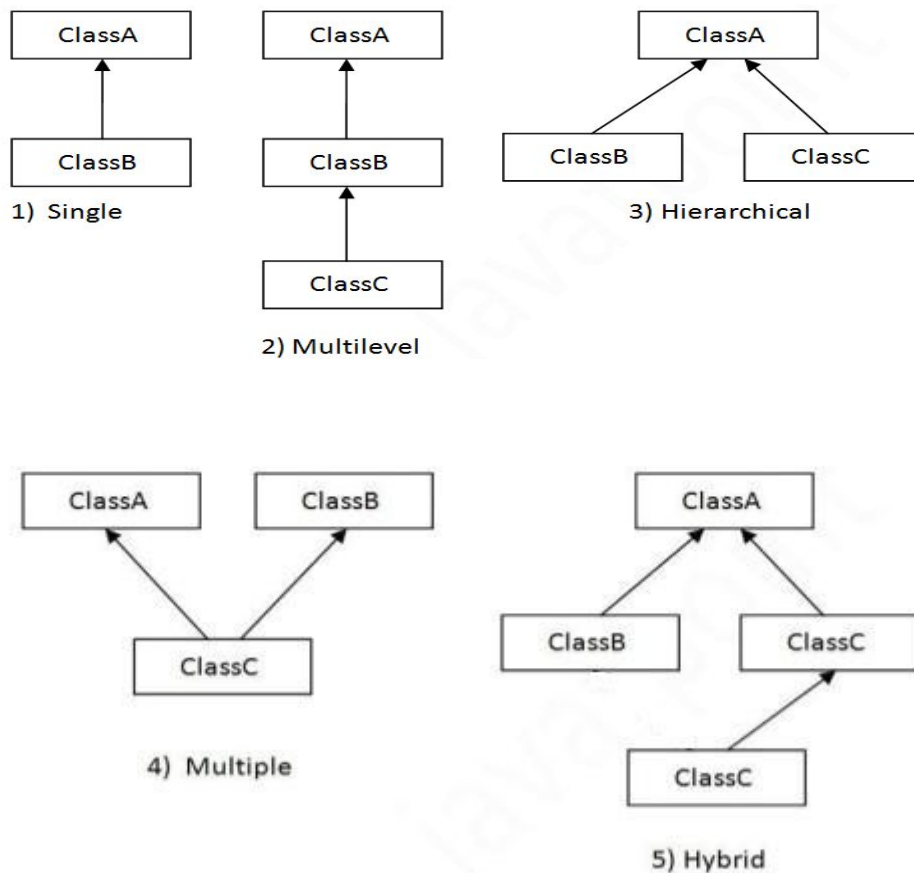 ClassA
ClassB
1) Single
ClassA
ClassB
ClassC
2) Multilevel
ClassA
ClassB
ClassC
3) Hierarchical
ClassA
ClassB
ClassC
4) Multiple
ClassA
ClassB
ClassC
ClassC
5) Hybrid